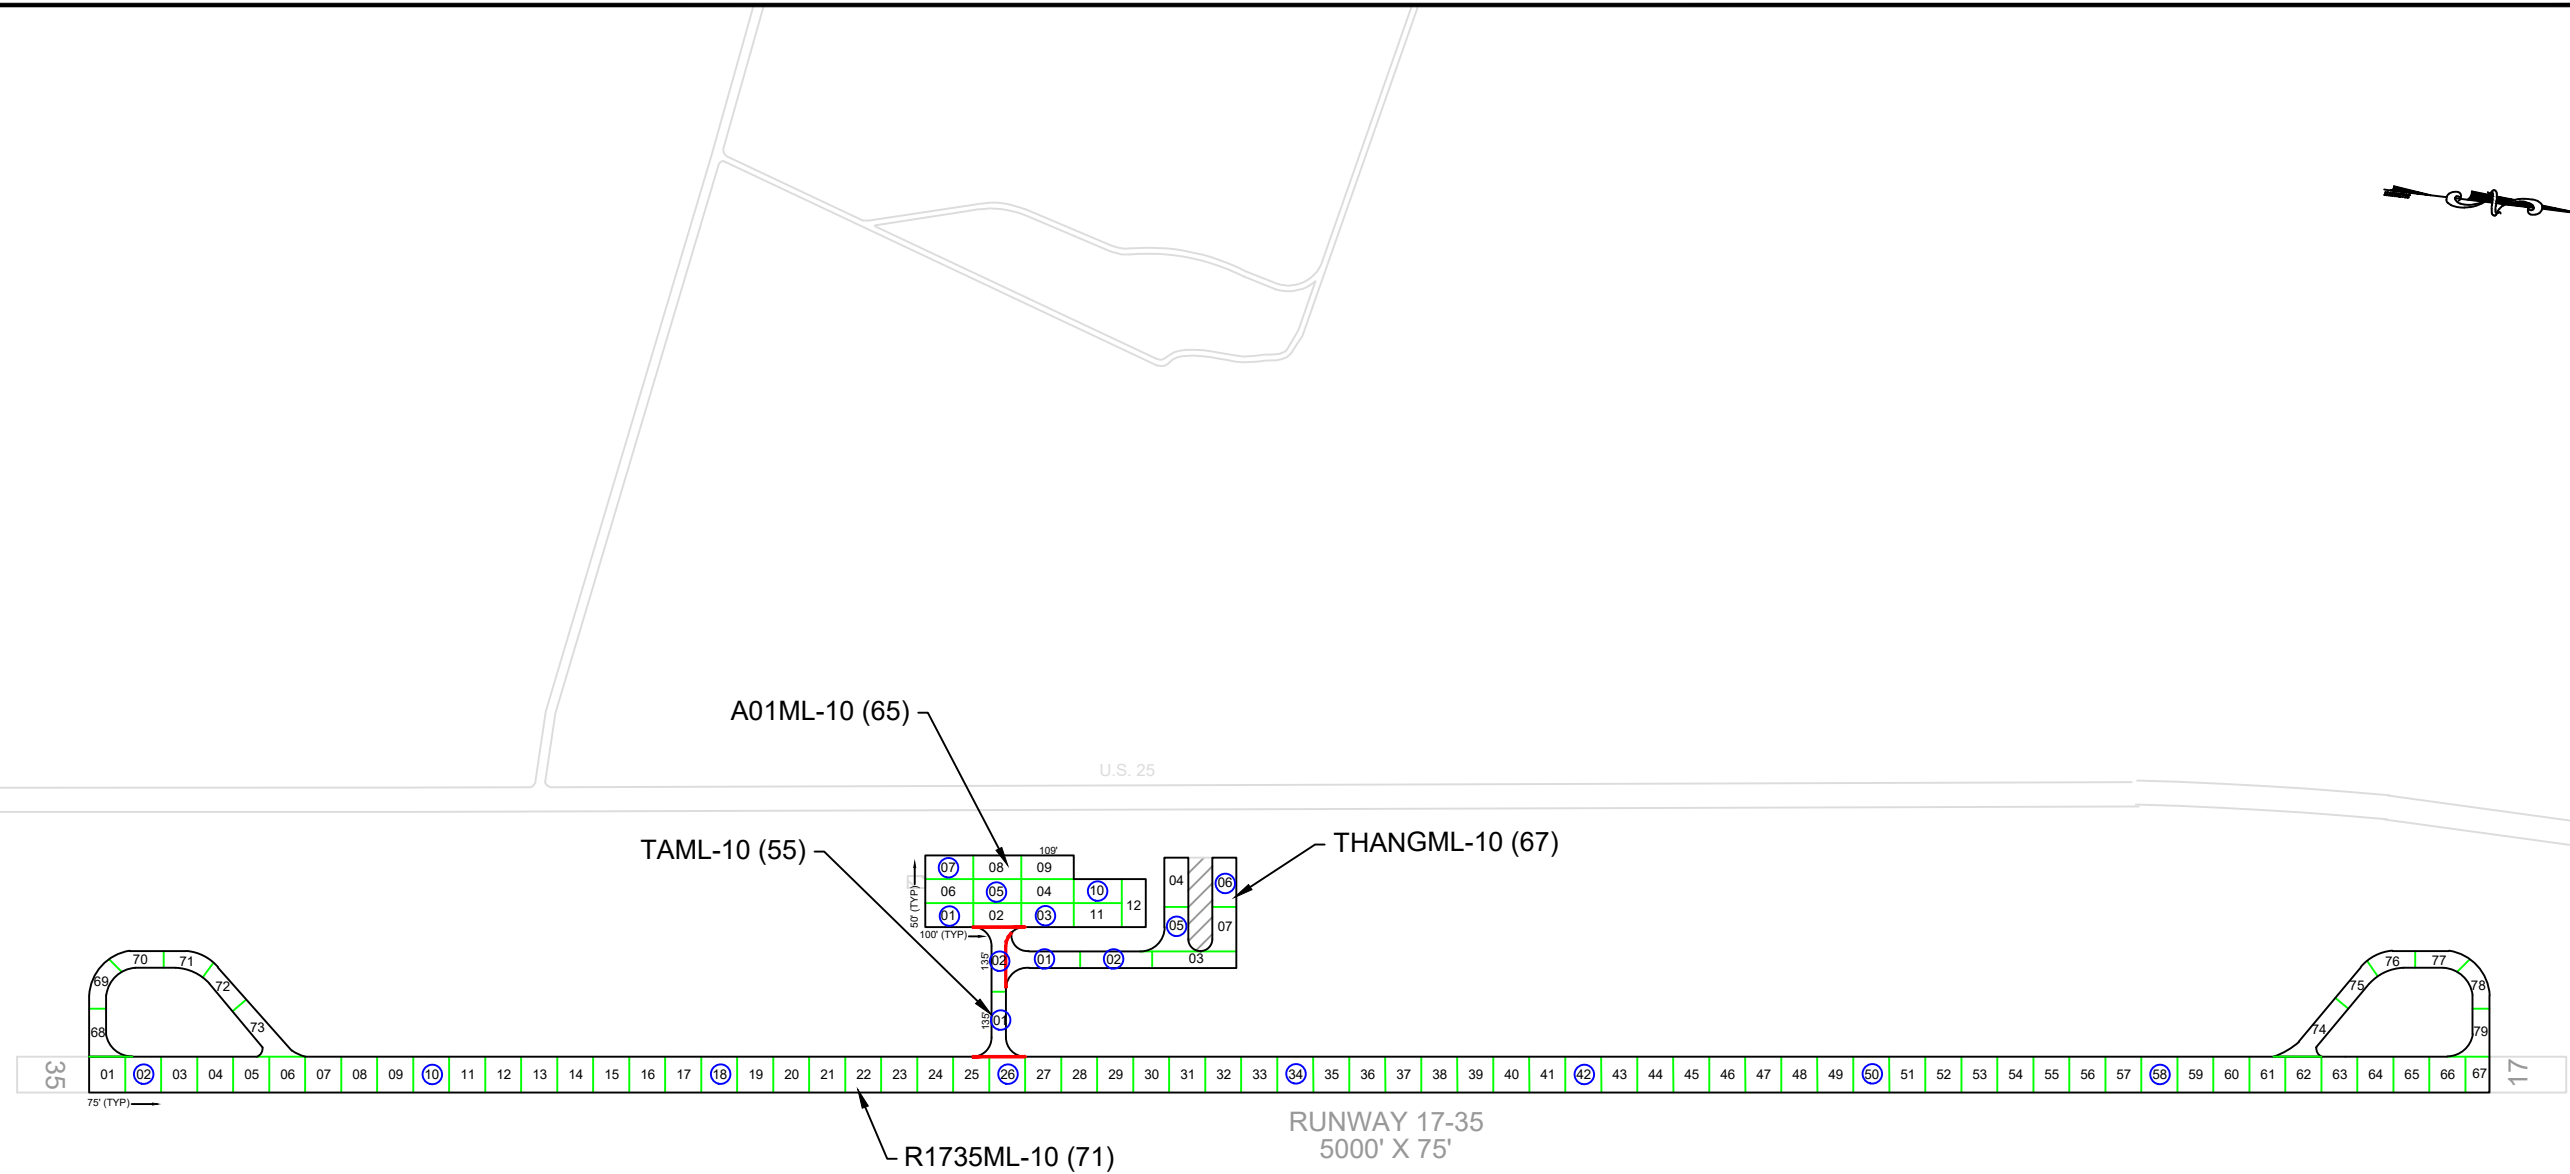 U.S. 25
A01ML-10 (65)
TAML-10 (55)
THANGML-10 (67)
109'
07 08 09
06 05 04 10
01 02 03 11 12
50' (TYP)
100' (TYP)
04 06
05 07
135'
02 01 02 03
135'
01
70 71
69 72
68 73
76 77
75 78
74 79
35 01 02 03 04 05 06 07 08 09 10 11 12 13 14 15 16 17 18 19 20 21 22 23 24 25 26 27 28 29 30 31 32 33 34 35 36 37 38 39 40 41 42 43 44 45 46 47 48 49 50 51 52 53 54 55 56 57 58 59 60 61 62 63 64 65 66 67 17
75' (TYP)
RUNWAY 17-35
5000' X 75'
R1735ML-10 (71)